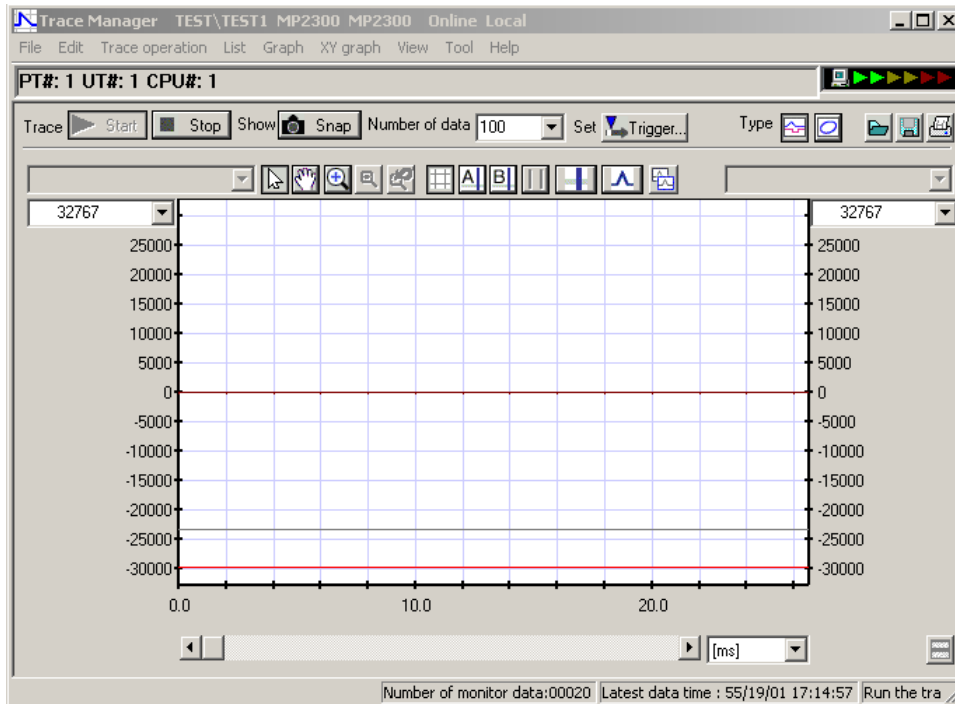 Trace Manager TEST\TEST1 MP2300 MP2300 Online Local
File Edit Trace operation List Graph XY graph View Tool Help
PT#: 1 UT#: 1 CPU#: 1
Trace Start Stop Show Snap Number of data 100 Set Trigger... Type
A B
32767 32767
25000 25000
20000 20000
15000 15000
10000 10000
5000 5000
0 0
-5000 -5000
-10000 -10000
-15000 -15000
-20000 -20000
-25000 -25000
-30000 -30000
0.0 10.0 20.0
[ms]
Number of monitor data:00020 Latest data time : 55/19/01 17:14:57 Run the tra